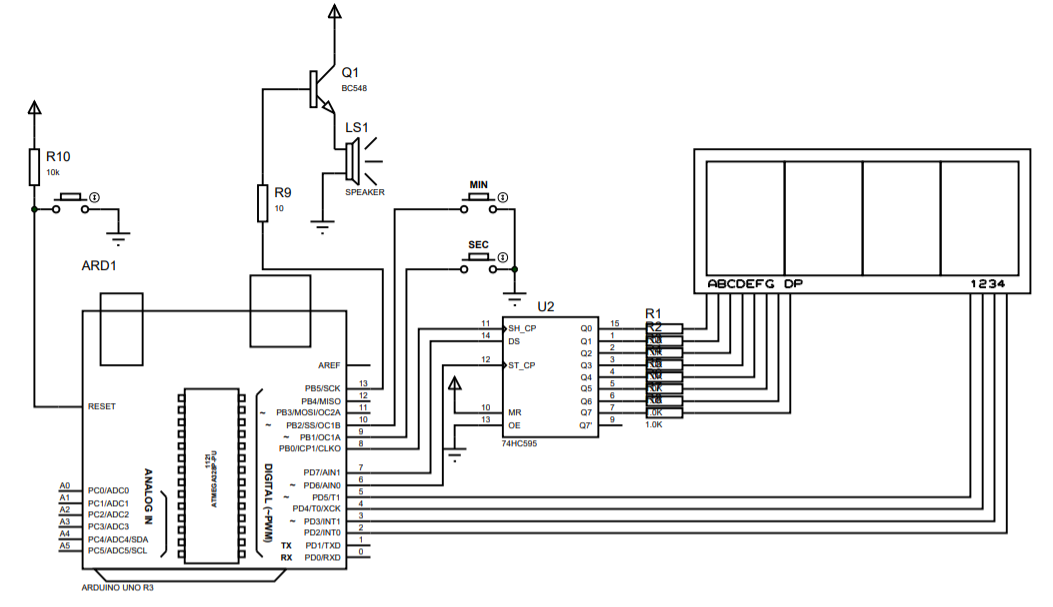 Q1
BC548
LS1
SPEAKER
R10
10k
R9
10
MIN
SEC
ARD1
ABCDEFG DP
1234
U2
R1
R2
11 SH_CP
14 DS
12 ST_CP
10 MR
13 OE
Q0 15
Q1 1
Q2 2
Q3 3
Q4 4
Q5 5
Q6 6
Q7 7
Q7' 9
1.0K
74HC595
RESET
AREF
PB5/SCK 13
PB4/MISO 12
~ PB3/MOSI/OC2A 11
~ PB2/SS/OC1B 10
~ PB1/OC1A 9
PB0/ICP1/CLKO 8
PD7/AIN1 7
~ PD6/AIN0 6
~ PD5/T1 5
PD4/T0/XCK 4
~ PD3/INT1 3
PD2/INT0 2
TX PD1/TXD 1
RX PD0/RXD 0
DIGITAL (~PWM)
1121
ATMEGA328P-PU
ANALOG IN
A0 PC0/ADC0
A1 PC1/ADC1
A2 PC2/ADC2
A3 PC3/ADC3
A4 PC4/ADC4/SDA
A5 PC5/ADC5/SCL
ARDUINO UNO R3